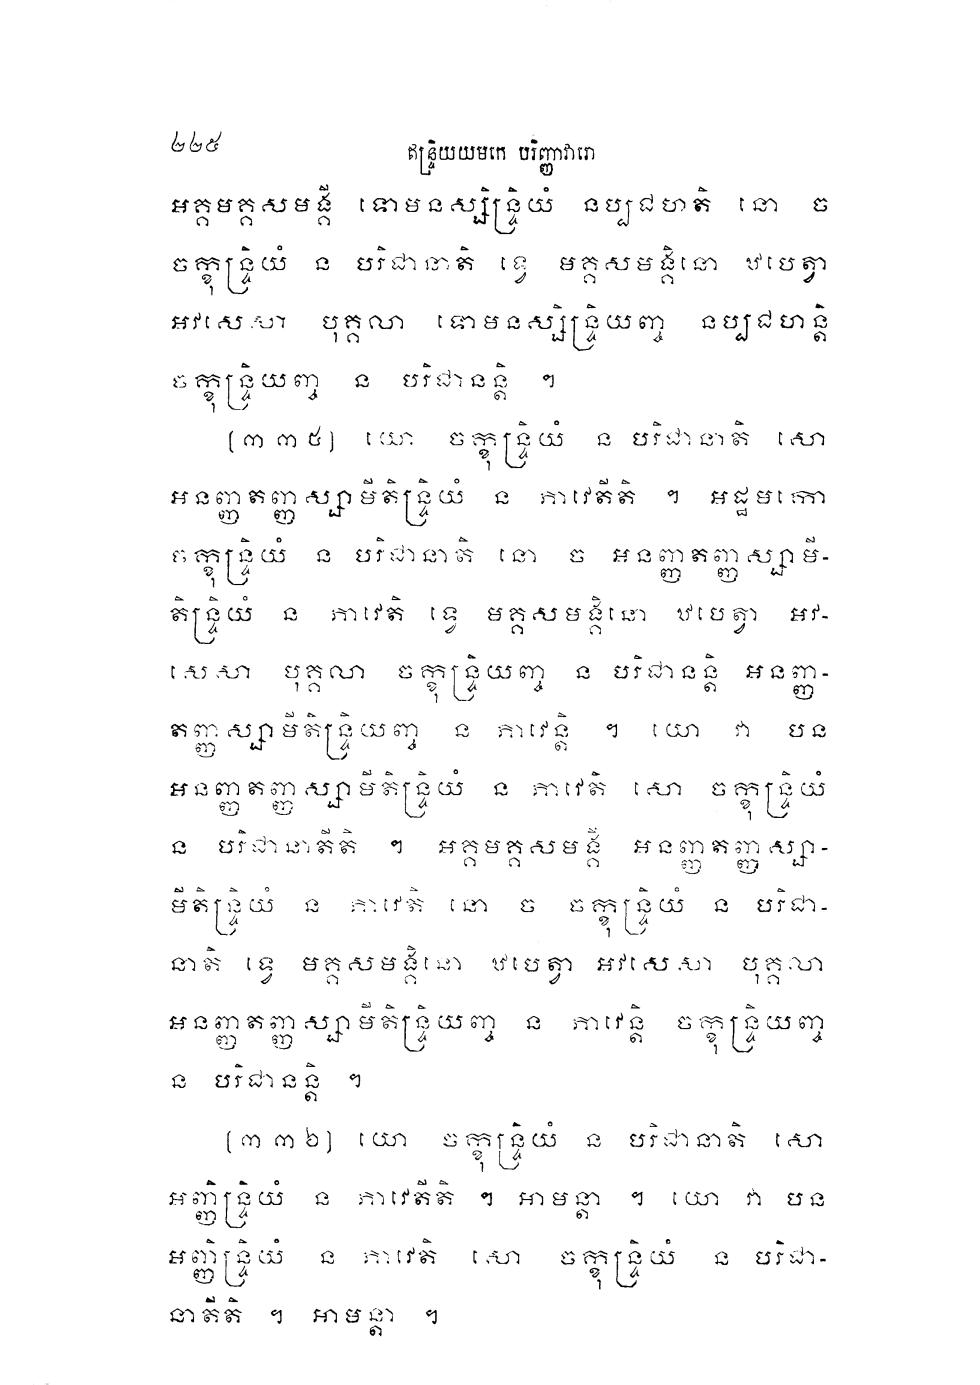 ២២៥
ឥន្ទ្រិយយមកេ បរិញ្ញាវារោ
អគ្គមគ្គសមង្គី ទោមនស្សិន្ទ្រិយំ នប្បជហតិ នោ ច
ចក្ខុន្ទ្រិយំ ន បរិជានាតិ ទ្វេ មគ្គសមង្គិនោ ឋបេត្វា
អវសេសា បុគ្គលា ទោមនស្សិន្ទ្រិយញ្ច នប្បជហន្តិ
ចក្ខុន្ទ្រិយញ្ច ន បរិជានន្តិ ។
(៣៣៥) យោ ចក្ខុន្ទ្រិយំ ន បរិជានាតិ សោ
អនញ្ញតញ្ញស្សាមីតិន្ទ្រិយំ ន ភាវេតីតិ ។ អដ្ឋមកោ
ចក្ខុន្ទ្រិយំ ន បរិជានាតិ នោ ច អនញ្ញតញ្ញស្សាមី-
តិន្ទ្រិយំ ន ភាវេតិ ទ្វេ មគ្គសមង្គិនោ ឋបេត្វា អវ-
សេសា បុគ្គលា ចក្ខុន្ទ្រិយញ្ច ន បរិជានន្តិ អនញ្ញ-
តញ្ញស្សាមីតិន្ទ្រិយញ្ច ន ភាវេន្តិ ។ យោ វា បន
អនញ្ញតញ្ញស្សាមីតិន្ទ្រិយំ ន ភាវេតិ សោ ចក្ខុន្ទ្រិយំ
ន បរិជានាតីតិ ។ អគ្គមគ្គសមង្គី អនញ្ញតញ្ញស្សា-
មីតិន្ទ្រិយំ ន ភាវេតិ នោ ច ចក្ខុន្ទ្រិយំ ន បរិជា-
នាតិ ទ្វេ មគ្គសមង្គិនោ ឋបេត្វា អវសេសា បុគ្គលា
អនញ្ញតញ្ញស្សាមីតិន្ទ្រិយញ្ច ន ភាវេន្តិ ចក្ខុន្ទ្រិយញ្ច
ន បរិជានន្តិ ។
(៣៣៦) យោ ចក្ខុន្ទ្រិយំ ន បរិជានាតិ សោ
អញ្ញិន្ទ្រិយំ ន ភាវេតីតិ ។ អាមន្តា ។ យោ វា បន
អញ្ញិន្ទ្រិយំ ន ភាវេតិ សោ ចក្ខុន្ទ្រិយំ ន បរិជា-
នាតីតិ ។ អាមន្តា ។